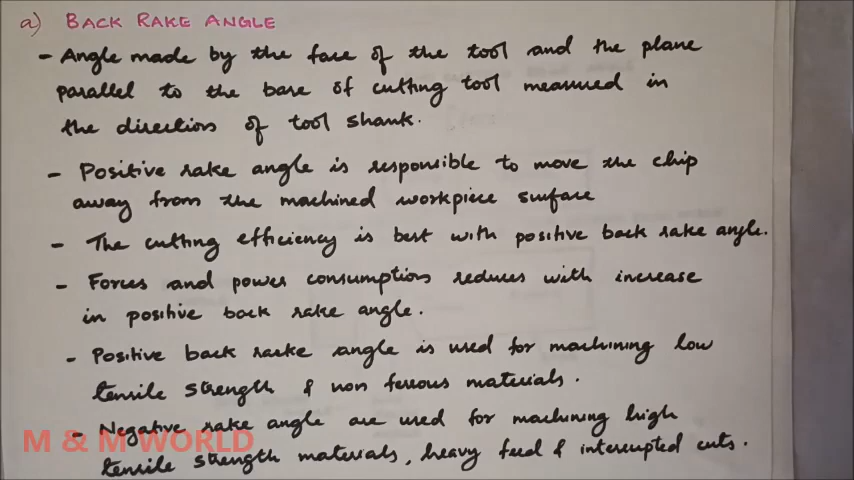 a) BACK RAKE ANGLE
- Angle made by the face of the tool and the plane
parallel to the base of cutting tool measured in
the direction of tool shank.
- Positive rake angle is responsible to move the chip
away from the machined workpiece surface
- The cutting efficiency is best with positive back rake angle.
- Forces and power consumption reduces with increase
in positive back rake angle.
- Positive back racke angle is used for machining low
tensile strength & non ferrous materials.
- Negative rake angle are used for machining high
tensile strength materials, heavy feed & interrupted cuts.
M & M WORLD